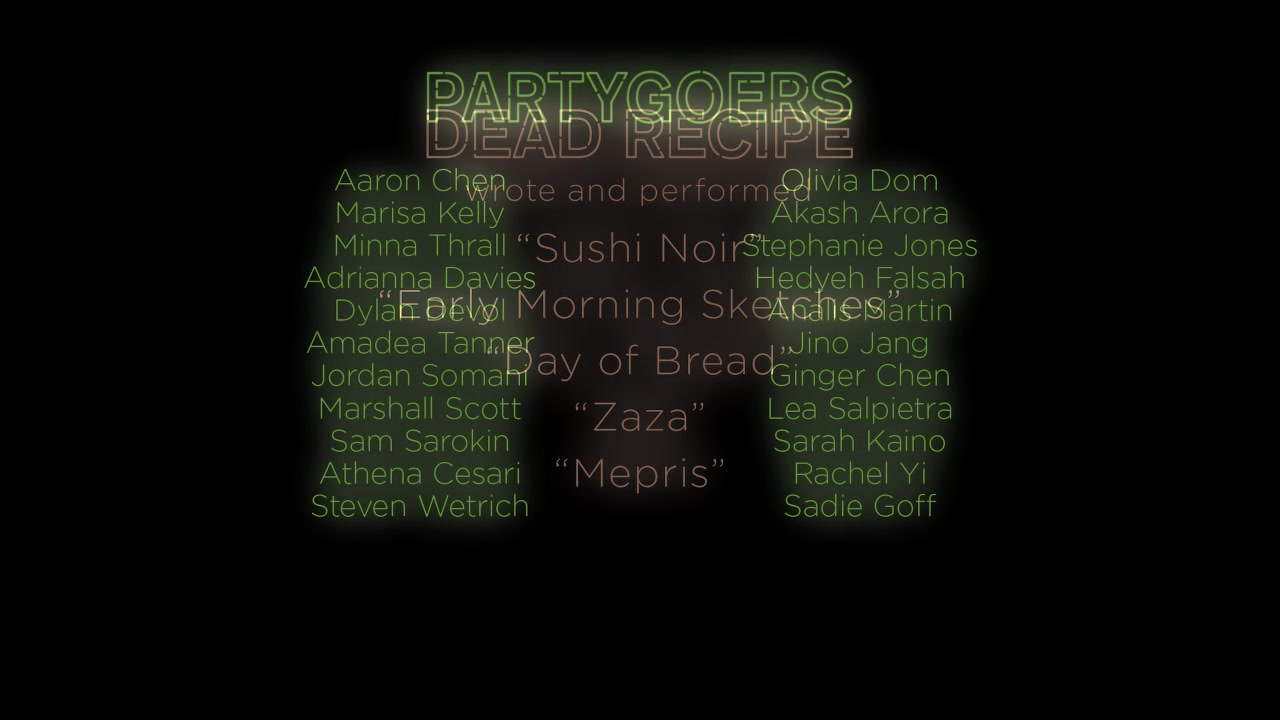 PARTYGOERS
Aaron Chen
Marisa Kelly
Minna Thrall
Adrianna Davies
Dylan DeVol
Amadea Tanner
Jordan Somani
Marshall Scott
Sam Sarokin
Athena Cesari
Steven Wetrich
Olivia Dom
Akash Arora
Stephanie Jones
Hedyeh Falsah
Analis Martin
Jino Jang
Ginger Chen
Lea Salpietra
Sarah Kaino
Rachel Yi
Sadie Goff
DEAD RECIPE
wrote and performed
“Sushi Noir”
“Early Morning Sketches”
“Day of Bread”
“Zaza”
“Mepris”